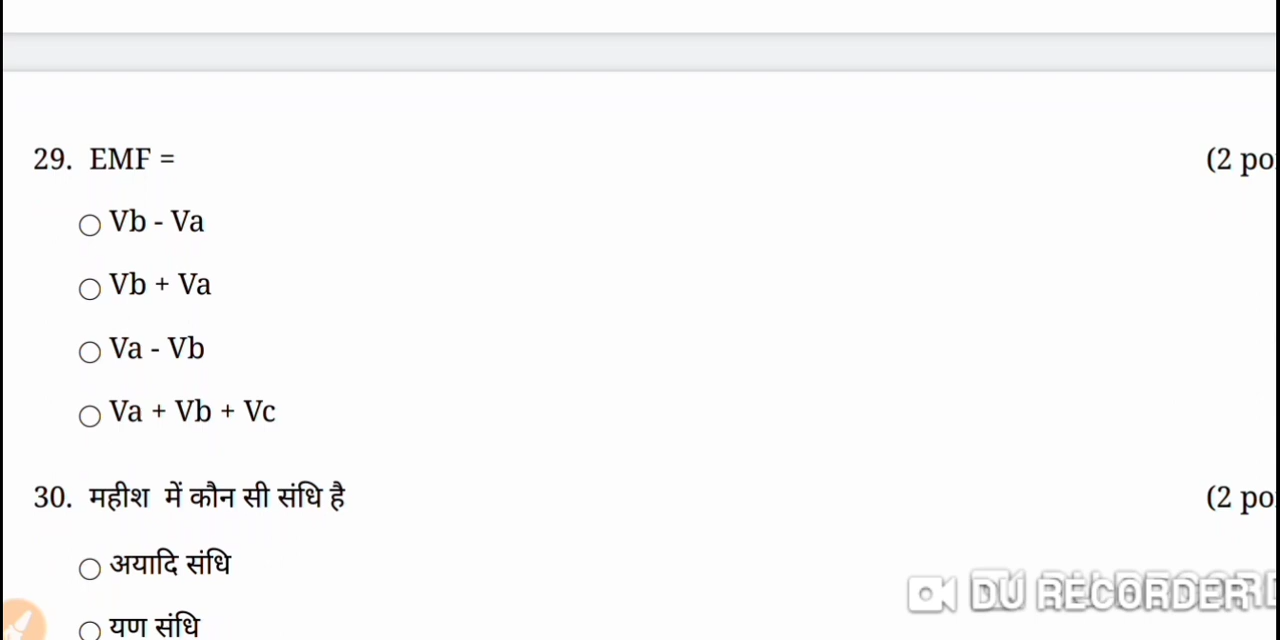 29. EMF = (2 po
Vb - Va
Vb + Va
Va - Vb
Va + Vb + Vc
30. महीश में कौन सी संधि है (2 po
अयादि संधि
यण संधि
DU RECORDER